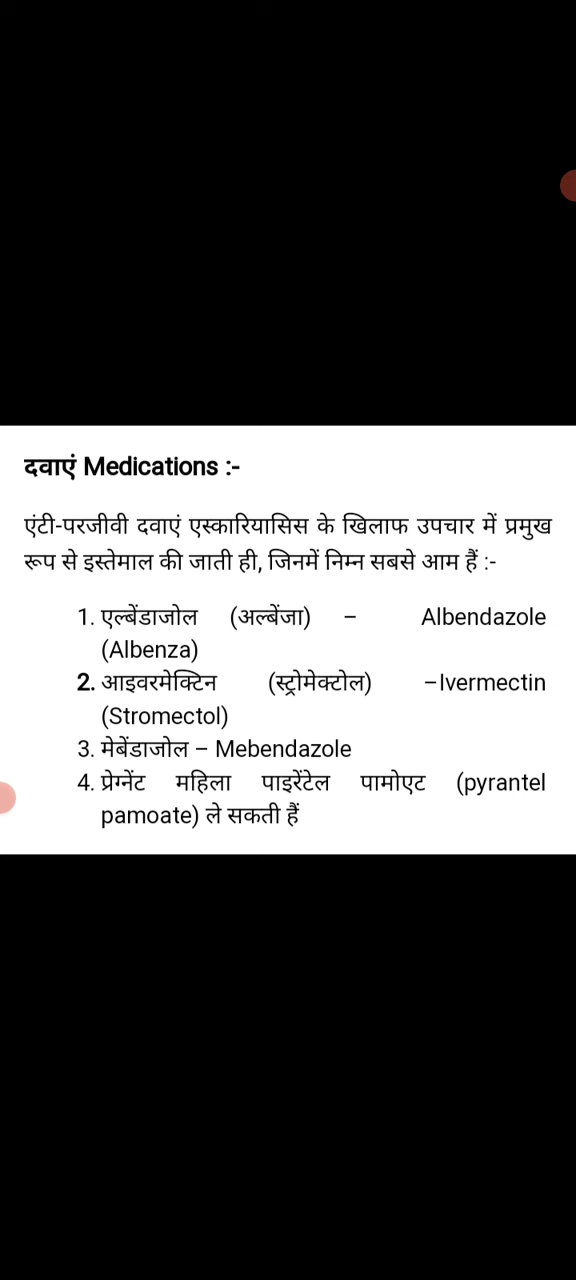 दवाएं Medications :-
एंटी-परजीवी दवाएं एस्कारियासिस के खिलाफ उपचार में प्रमुख
रूप से इस्तेमाल की जाती ही, जिनमें निम्न सबसे आम हैं :-
1. एल्बेंडाजोल (अल्बेंजा) – Albendazole
(Albenza)
2. आइवरमेक्टिन (स्ट्रोमेक्टोल) –Ivermectin
(Stromectol)
3. मेबेंडाजोल – Mebendazole
4. प्रेग्नेंट महिला पाइरेंटेल पामोएट (pyrantel
pamoate) ले सकती हैं